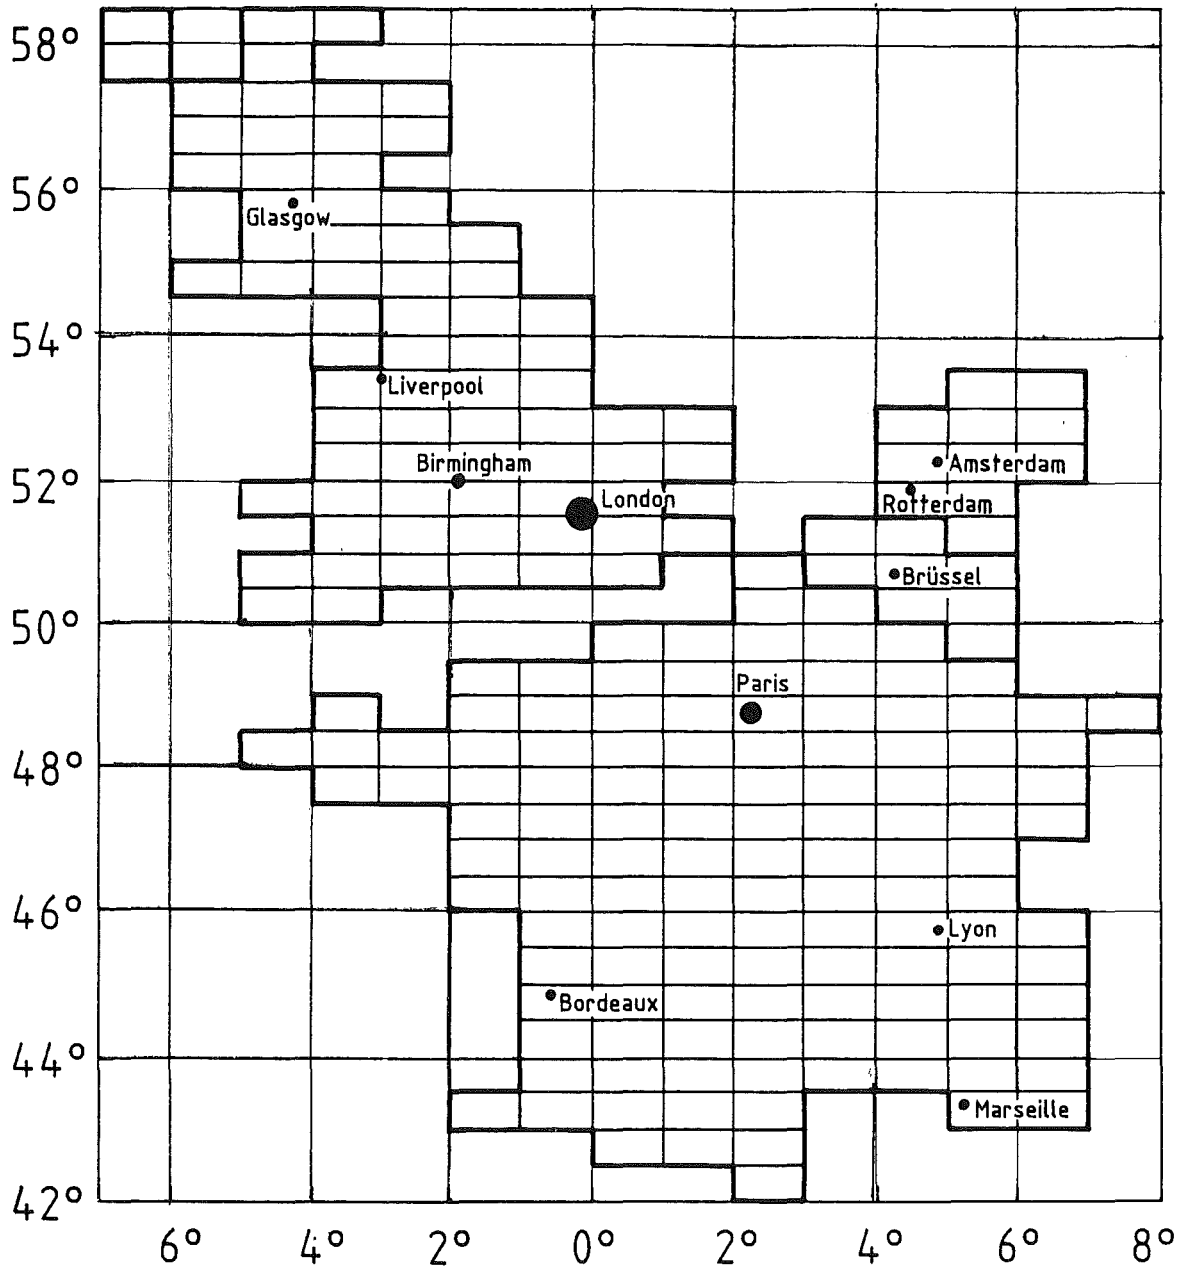 58°
56°
Glasgow
54°
Liverpool
Birmingham
52°
Amsterdam
London
Rotterdam
Brüssel
50°
Paris
48°
46°
Lyon
Bordeaux
44°
Marseille
42°
6° 4° 2° 0° 2° 4° 6° 8°